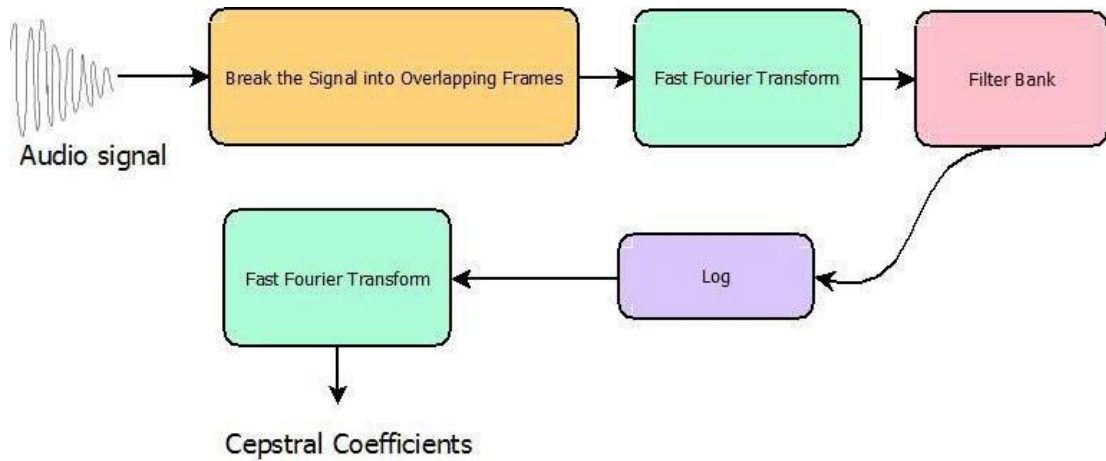 Audio signal
Break the Signal into Overlapping Frames
Fast Fourier Transform
Filter Bank
Log
Fast Fourier Transform
Cepstral Coefficients